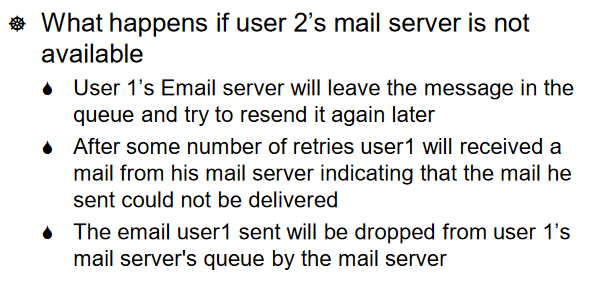 What happens if user 2’s mail server is not
available
User 1’s Email server will leave the message in the
queue and try to resend it again later
After some number of retries user1 will received a
mail from his mail server indicating that the mail he
sent could not be delivered
The email user1 sent will be dropped from user 1’s
mail server's queue by the mail server